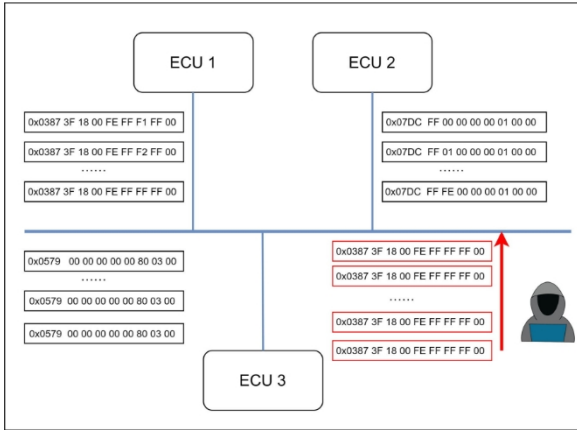 ECU 1
ECU 2
0x0387 3F 18 00 FE FF F1 FF 00
0x0387 3F 18 00 FE FF F2 FF 00
......
0x0387 3F 18 00 FE FF FF FF 00
0x07DC FF 00 00 00 00 01 00 00
0x07DC FF 01 00 00 00 01 00 00
......
0x07DC FF FE 00 00 00 01 00 00
0x0579 00 00 00 00 00 80 03 00
......
0x0579 00 00 00 00 00 80 03 00
0x0579 00 00 00 00 00 80 03 00
0x0387 3F 18 00 FE FF FF FF 00
0x0387 3F 18 00 FE FF FF FF 00
......
0x0387 3F 18 00 FE FF FF FF 00
0x0387 3F 18 00 FE FF FF FF 00
ECU 3